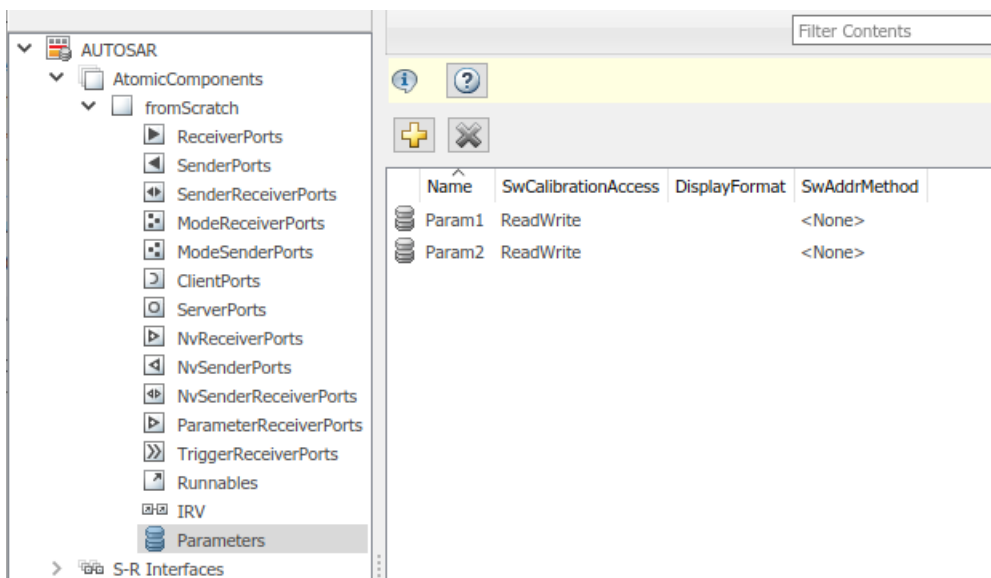 Filter Contents
AUTOSAR
AtomicComponents
fromScratch
ReceiverPorts
SenderPorts
SenderReceiverPorts
ModeReceiverPorts
ModeSenderPorts
ClientPorts
ServerPorts
NvReceiverPorts
NvSenderPorts
NvSenderReceiverPorts
ParameterReceiverPorts
TriggerReceiverPorts
Runnables
IRV
Parameters
S-R Interfaces
Name SwCalibrationAccess DisplayFormat SwAddrMethod
Param1 ReadWrite <None>
Param2 ReadWrite <None>